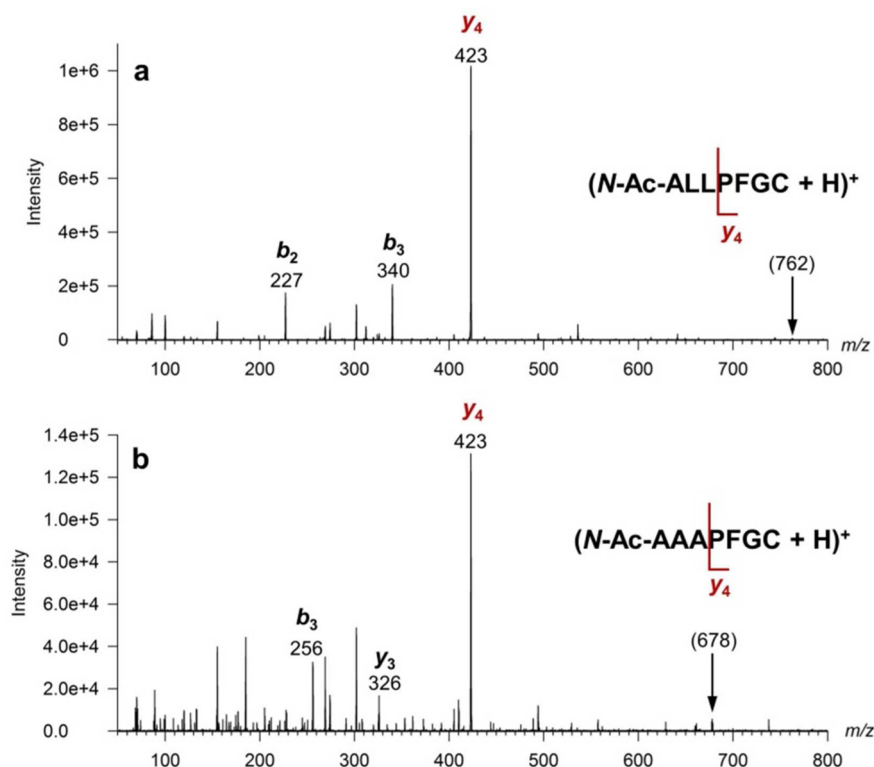 y₄
423
a
1e+6
8e+5
6e+5
4e+5
2e+5
0
Intensity
b₂
227
b₃
340
(N-Ac-ALLPFGC + H)⁺
y₄
(762)
100 200 300 400 500 600 700 800
m/z
y₄
423
b
1.4e+5
1.2e+5
1.0e+5
8.0e+4
6.0e+4
4.0e+4
2.0e+4
0.0
Intensity
b₃
256
y₃
326
(N-Ac-AAAPFGC + H)⁺
y₄
(678)
100 200 300 400 500 600 700 800
m/z